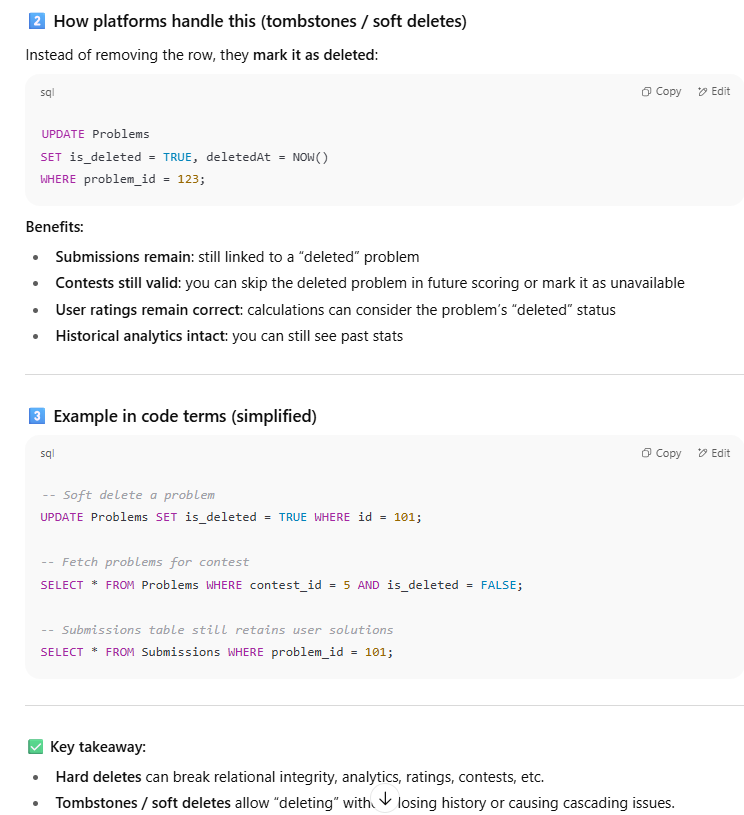 2 How platforms handle this (tombstones / soft deletes)
Instead of removing the row, they mark it as deleted:
sql Copy Edit
UPDATE Problems
SET is_deleted = TRUE, deletedAt = NOW()
WHERE problem_id = 123;
Benefits:
• Submissions remain: still linked to a “deleted” problem
• Contests still valid: you can skip the deleted problem in future scoring or mark it as unavailable
• User ratings remain correct: calculations can consider the problem’s “deleted” status
• Historical analytics intact: you can still see past stats
3 Example in code terms (simplified)
sql Copy Edit
-- Soft delete a problem
UPDATE Problems SET is_deleted = TRUE WHERE id = 101;
-- Fetch problems for contest
SELECT * FROM Problems WHERE contest_id = 5 AND is_deleted = FALSE;
-- Submissions table still retains user solutions
SELECT * FROM Submissions WHERE problem_id = 101;
✅ Key takeaway:
• Hard deletes can break relational integrity, analytics, ratings, contests, etc.
• Tombstones / soft deletes allow “deleting” losing history or causing cascading issues.